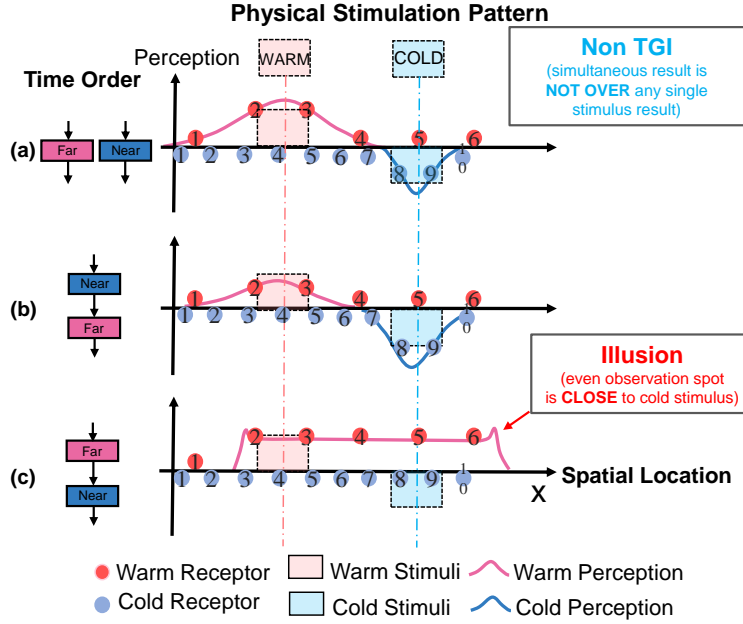 Physical Stimulation Pattern
Perception
WARM
COLD
Non TGI
(simultaneous result is
NOT OVER any single
stimulus result)
Time Order
(a)
Far
Near
1 2 3 4 5 6
1 2 3 4 5 6 7 8 9 10
(b)
Near
Far
1 2 3 4 5 6
1 2 3 4 5 6 7 8 9 10
Illusion
(even observation spot
is CLOSE to cold stimulus)
(c)
Far
Near
1 2 3 4 5 6
1 2 3 4 5 6 7 8 9 10
Spatial Location
X
Warm Receptor
Warm Stimuli
Warm Perception
Cold Receptor
Cold Stimuli
Cold Perception